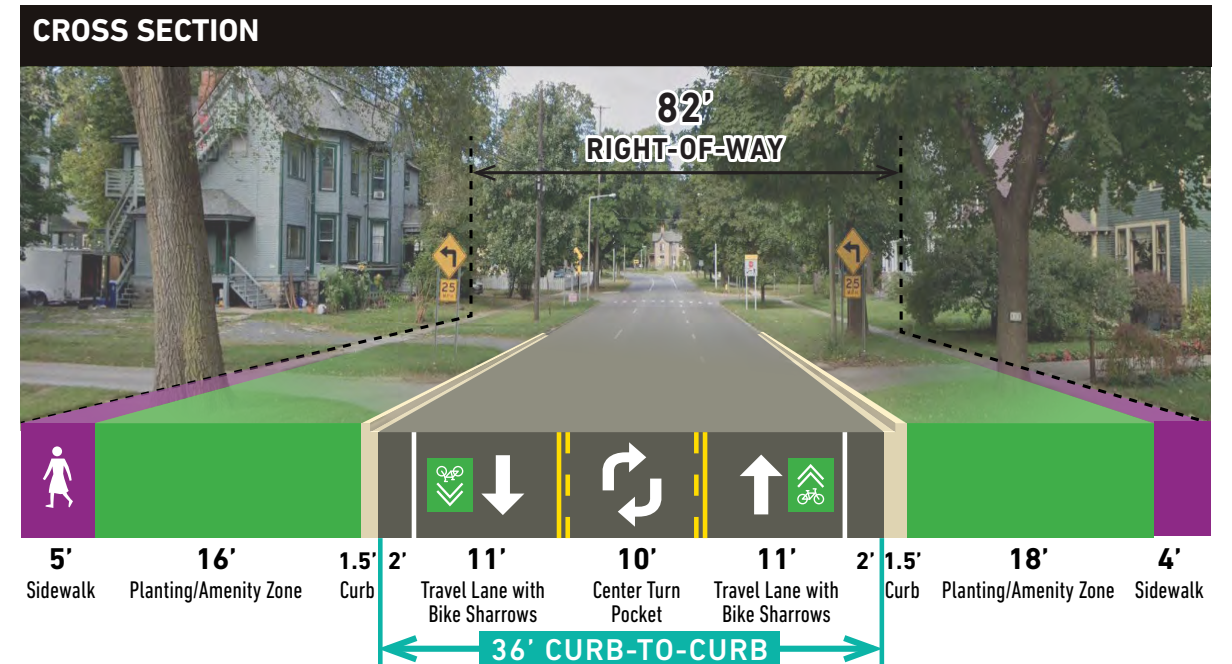 CROSS SECTION
82’
RIGHT-OF-WAY
25
25
5’
Sidewalk
16’
Planting/Amenity Zone
1.5’
Curb
2’
11’
Travel Lane with
Bike Sharrows
10’
Center Turn
Pocket
11’
Travel Lane with
Bike Sharrows
2’
1.5’
Curb
18’
Planting/Amenity Zone
4’
Sidewalk
36’ CURB-TO-CURB